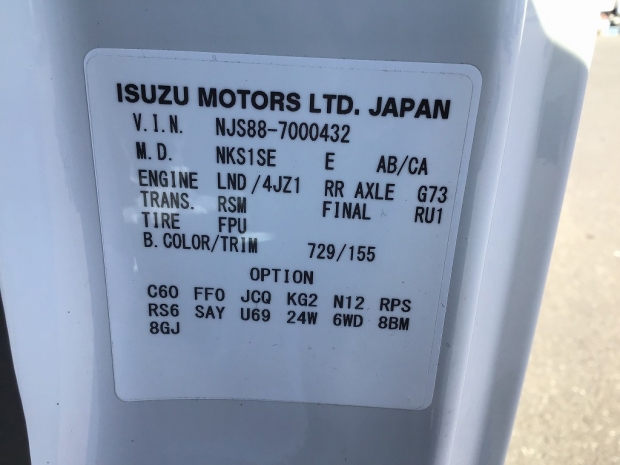 ISUZU MOTORS LTD. JAPAN
V.I.N. NJS88-7000432
M.D. NKS1SE E AB/CA
ENGINE LND/4JZ1 RR AXLE G73
TRANS. RSM FINAL RU1
TIRE FPU
B.COLOR/TRIM 729/155
OPTION
C60 FF0 JCQ KG2 N12 RPS
RS6 SAY U69 24W 6WD 8BM
8GJ